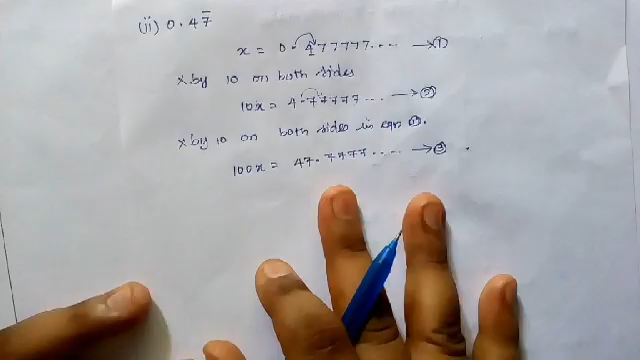 (ii) 0.47̅
x = 0.477777.... → ①
x by 10 on both sides
10x = 4.77777... → ②
x by 10 on both sides in eqn ②.
100x = 47.7777.... → ③